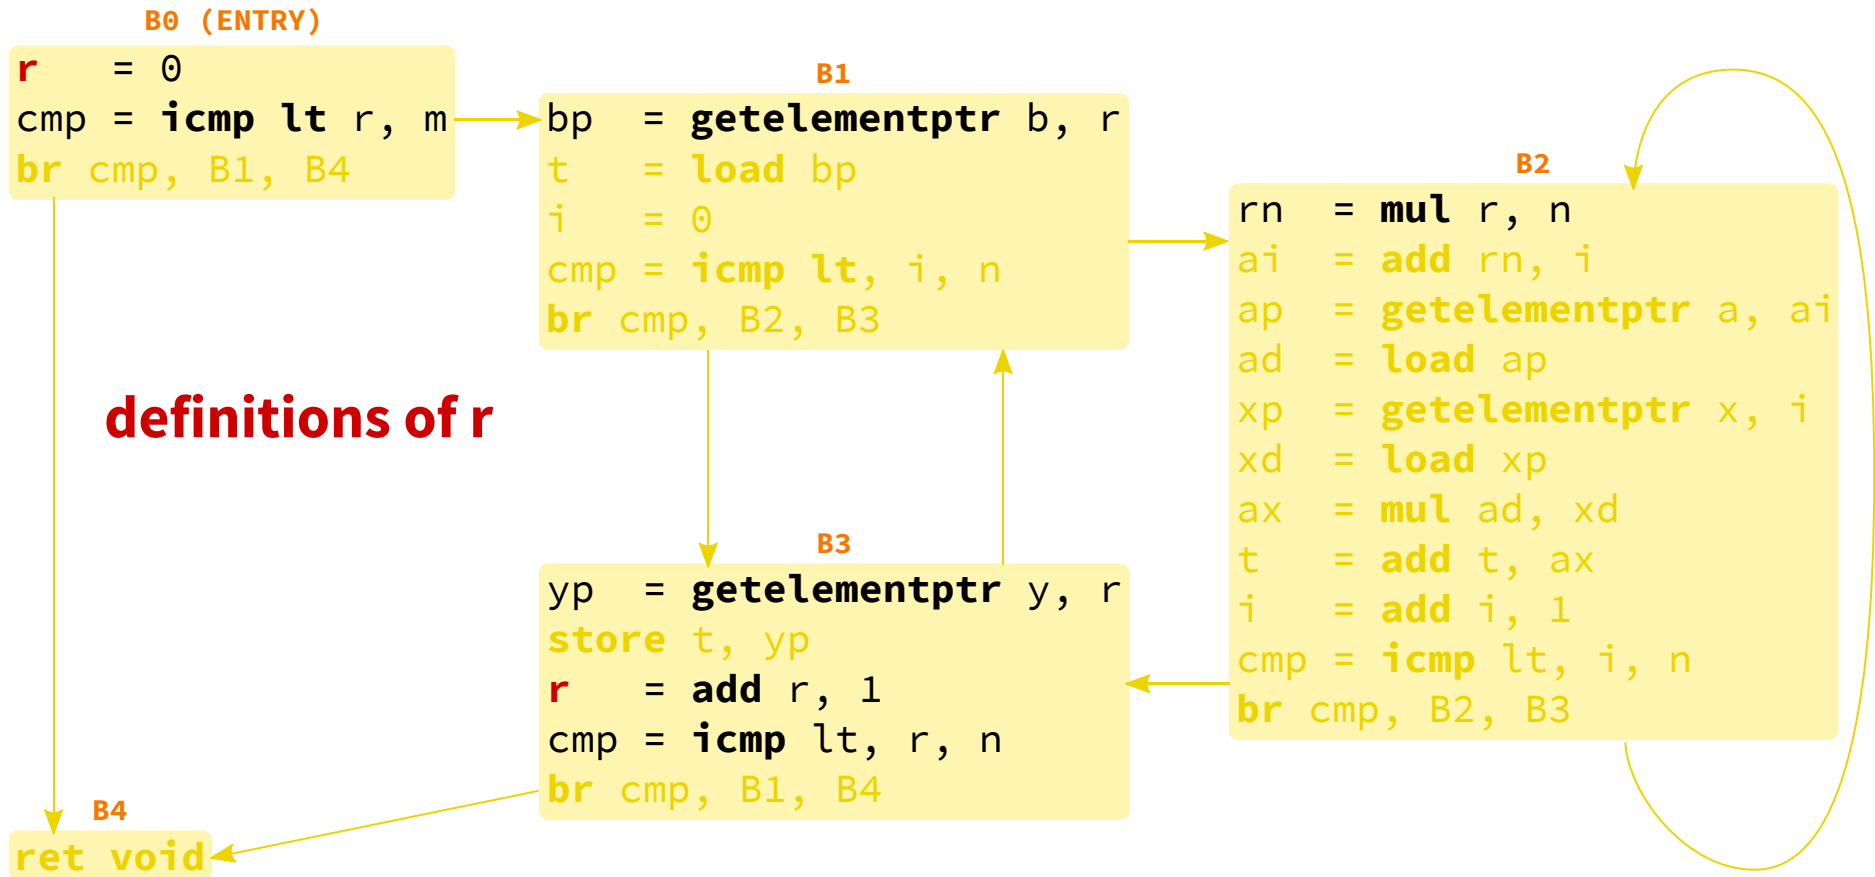 B0 (ENTRY)
r = 0
cmp = icmp lt r, m
br cmp, B1, B4
B1
bp = getelementptr b, r
t = load bp
i = 0
cmp = icmp lt, i, n
br cmp, B2, B3
B2
rn = mul r, n
ai = add rn, i
ap = getelementptr a, ai
ad = load ap
xp = getelementptr x, i
xd = load xp
ax = mul ad, xd
t = add t, ax
i = add i, 1
cmp = icmp lt, i, n
br cmp, B2, B3
definitions of r
B3
yp = getelementptr y, r
store t, yp
r = add r, 1
cmp = icmp lt, r, n
br cmp, B1, B4
B4
ret void